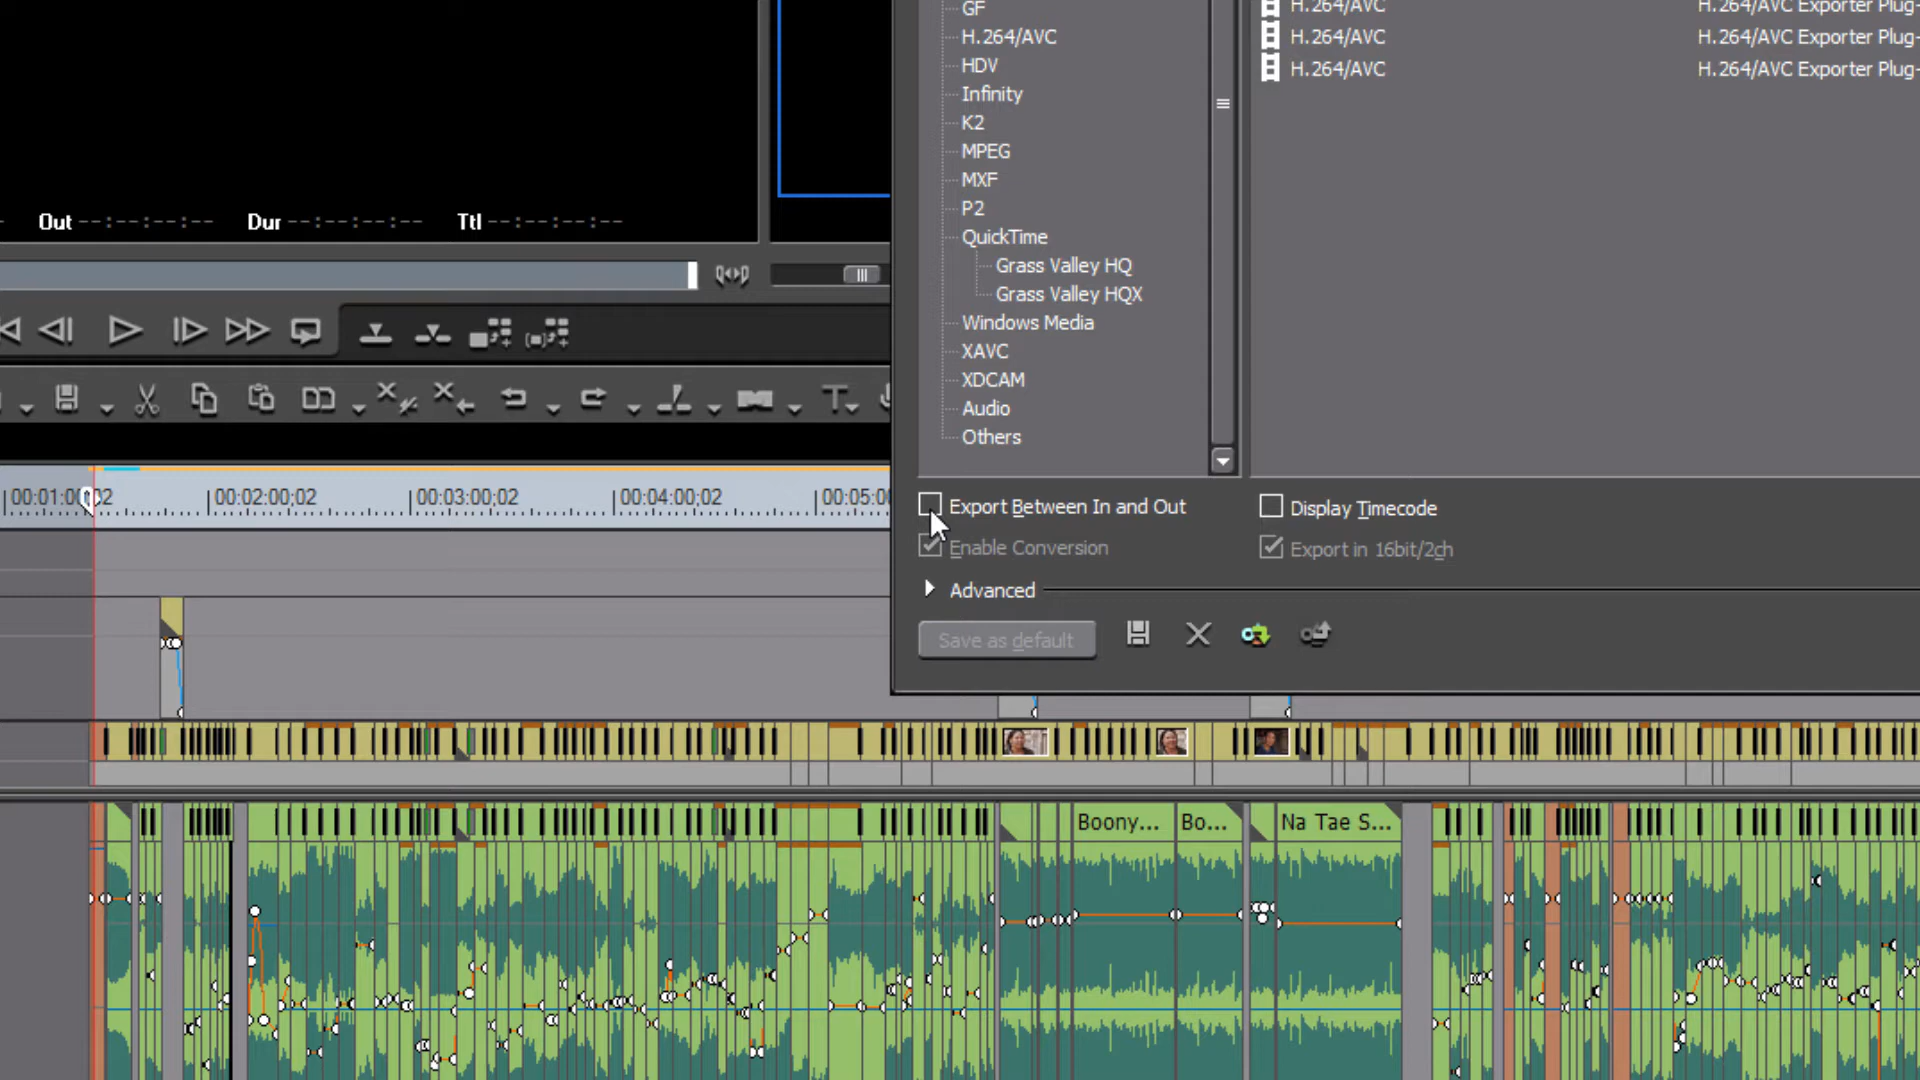 GF
H.264/AVC
HDV
Infinity
K2
MPEG
MXF
P2
QuickTime
Grass Valley HQ
Grass Valley HQX
Windows Media
XAVC
XDCAM
Audio
Others
H.264/AVC H.264/AVC Exporter Plug-
H.264/AVC H.264/AVC Exporter Plug-
H.264/AVC H.264/AVC Exporter Plug-
Out --:--:--:-- Dur --:--:--:-- Ttl --:--:--:--
Export Between In and Out
Display Timecode
Enable Conversion
Export in 16bit/2ch
Advanced
Save as default
00:01:00;02 00:02:00;02 00:03:00;02 00:04:00;02 00:05:0
Boony... Bo... Na Tae S...